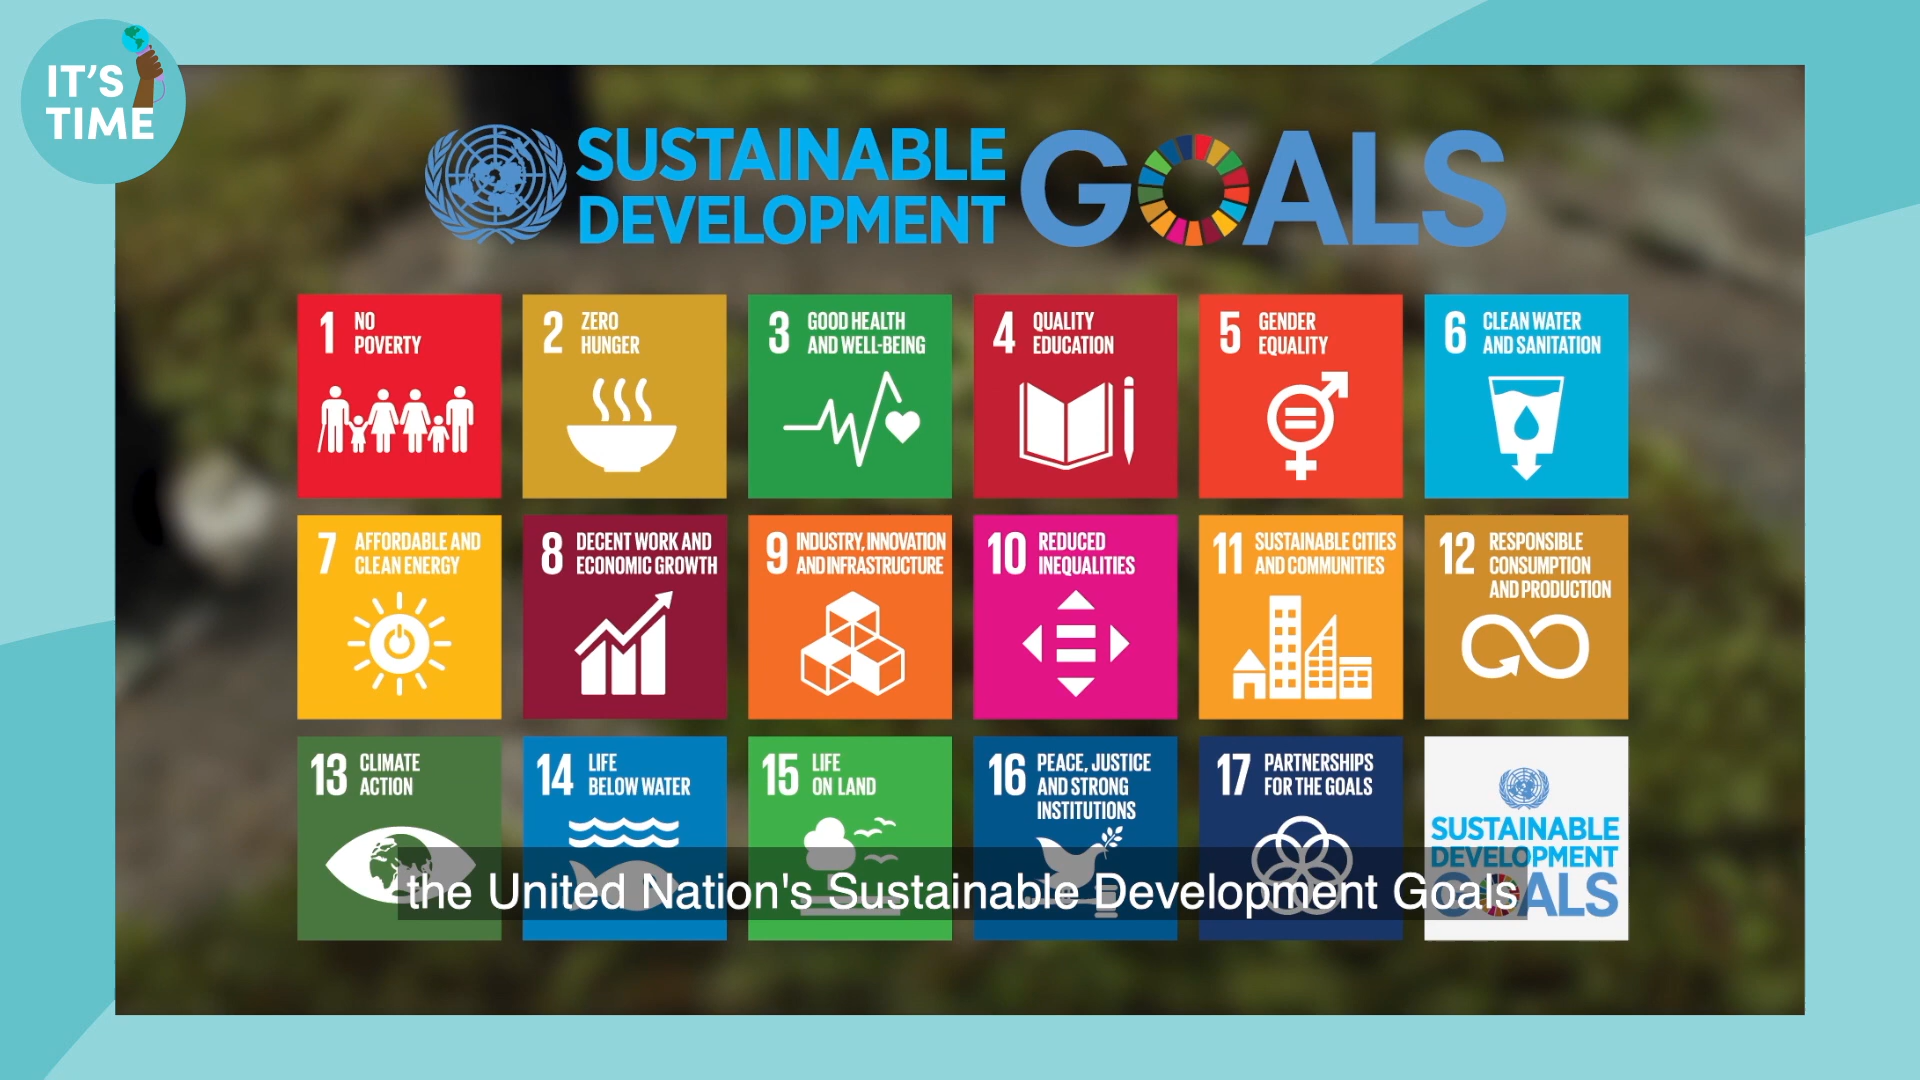 IT'S
TIME
SUSTAINABLE
DEVELOPMENT
GOALS
1 NO
POVERTY
2 ZERO
HUNGER
3 GOOD HEALTH
AND WELL-BEING
4 QUALITY
EDUCATION
5 GENDER
EQUALITY
6 CLEAN WATER
AND SANITATION
7 AFFORDABLE AND
CLEAN ENERGY
8 DECENT WORK AND
ECONOMIC GROWTH
9 INDUSTRY, INNOVATION
AND INFRASTRUCTURE
10 REDUCED
INEQUALITIES
11 SUSTAINABLE CITIES
AND COMMUNITIES
12 RESPONSIBLE
CONSUMPTION
AND PRODUCTION
13 CLIMATE
ACTION
14 LIFE
BELOW WATER
15 LIFE
ON LAND
16 PEACE, JUSTICE
AND STRONG
INSTITUTIONS
17 PARTNERSHIPS
FOR THE GOALS
SUSTAINABLE
DEVELOPMENT
GOALS
the United Nation's Sustainable Development Goals